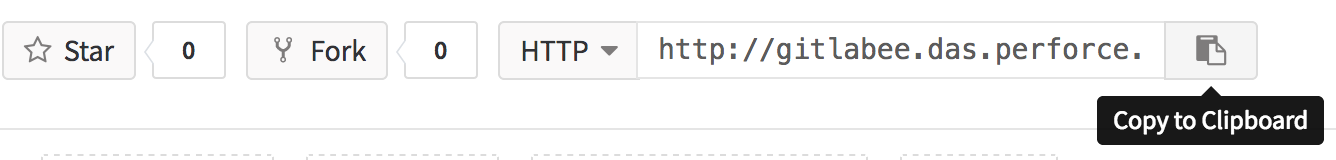 Star 0 Fork 0 HTTP http://gitlabee.das.perforce.
Copy to Clipboard